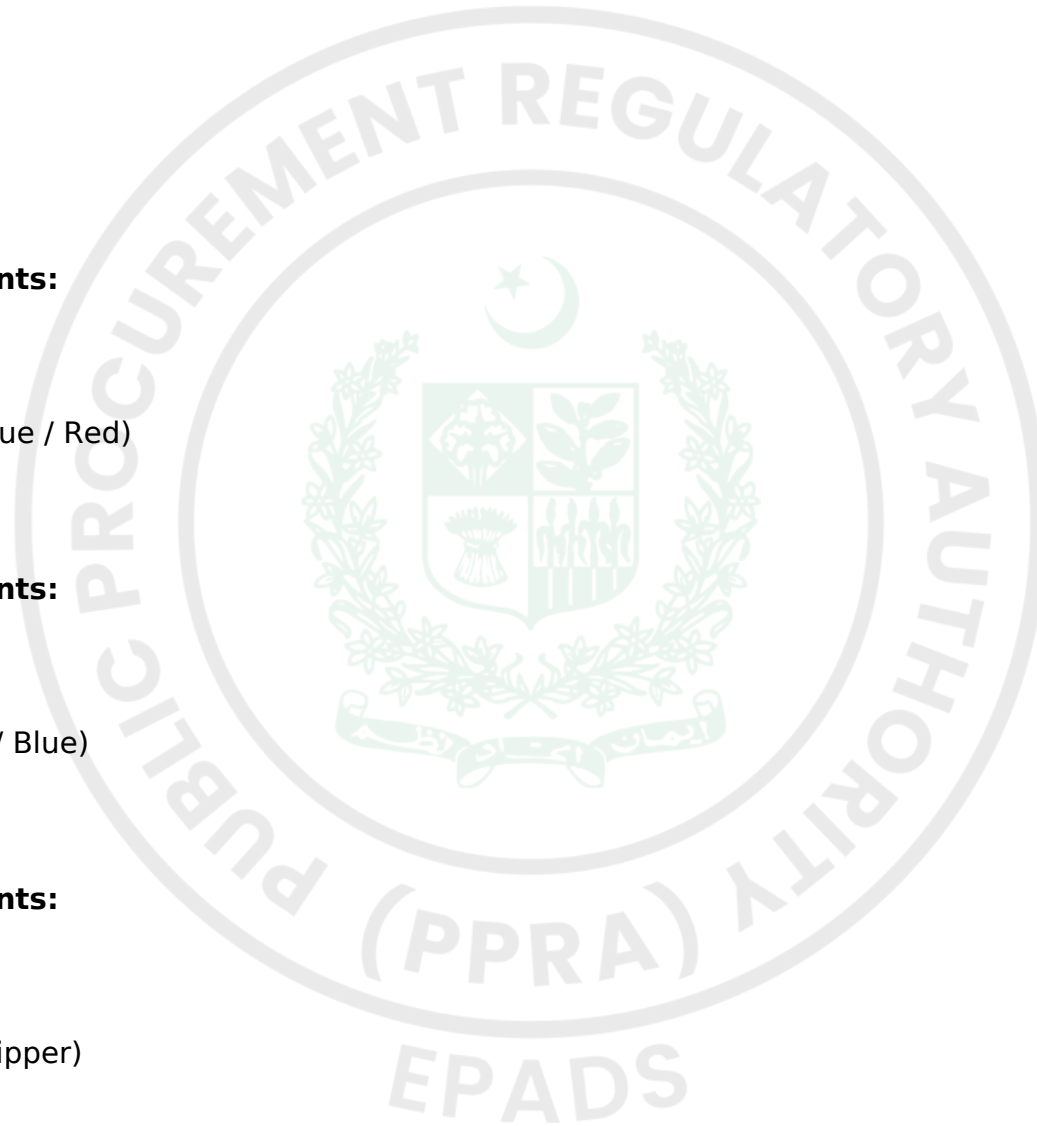 PUBLIC PROCUREMENT REGULATORY AUTHORITY
nts:
ue / Red)
nts:
/ Blue)
nts:
(PPRA)
ipper)
EPADS